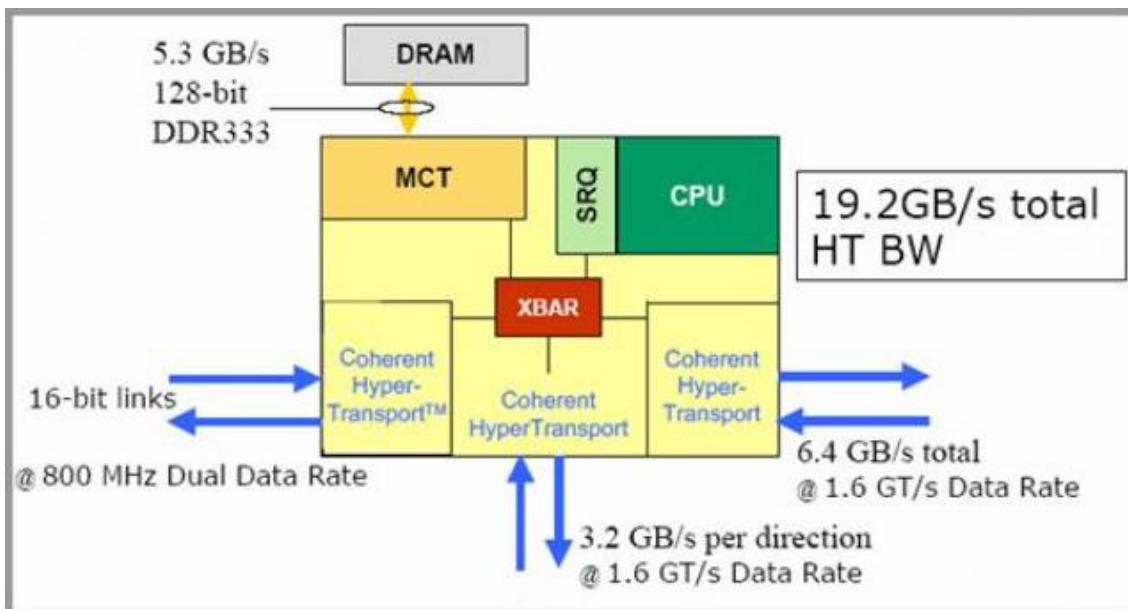 5.3 GB/s
128-bit
DDR333
DRAM
MCT
SRQ
CPU
19.2GB/s total
HT BW
XBAR
Coherent
Hyper-
Transport™
Coherent
HyperTransport
Coherent
Hyper-
Transport
16-bit links
@ 800 MHz Dual Data Rate
6.4 GB/s total
@ 1.6 GT/s Data Rate
3.2 GB/s per direction
@ 1.6 GT/s Data Rate